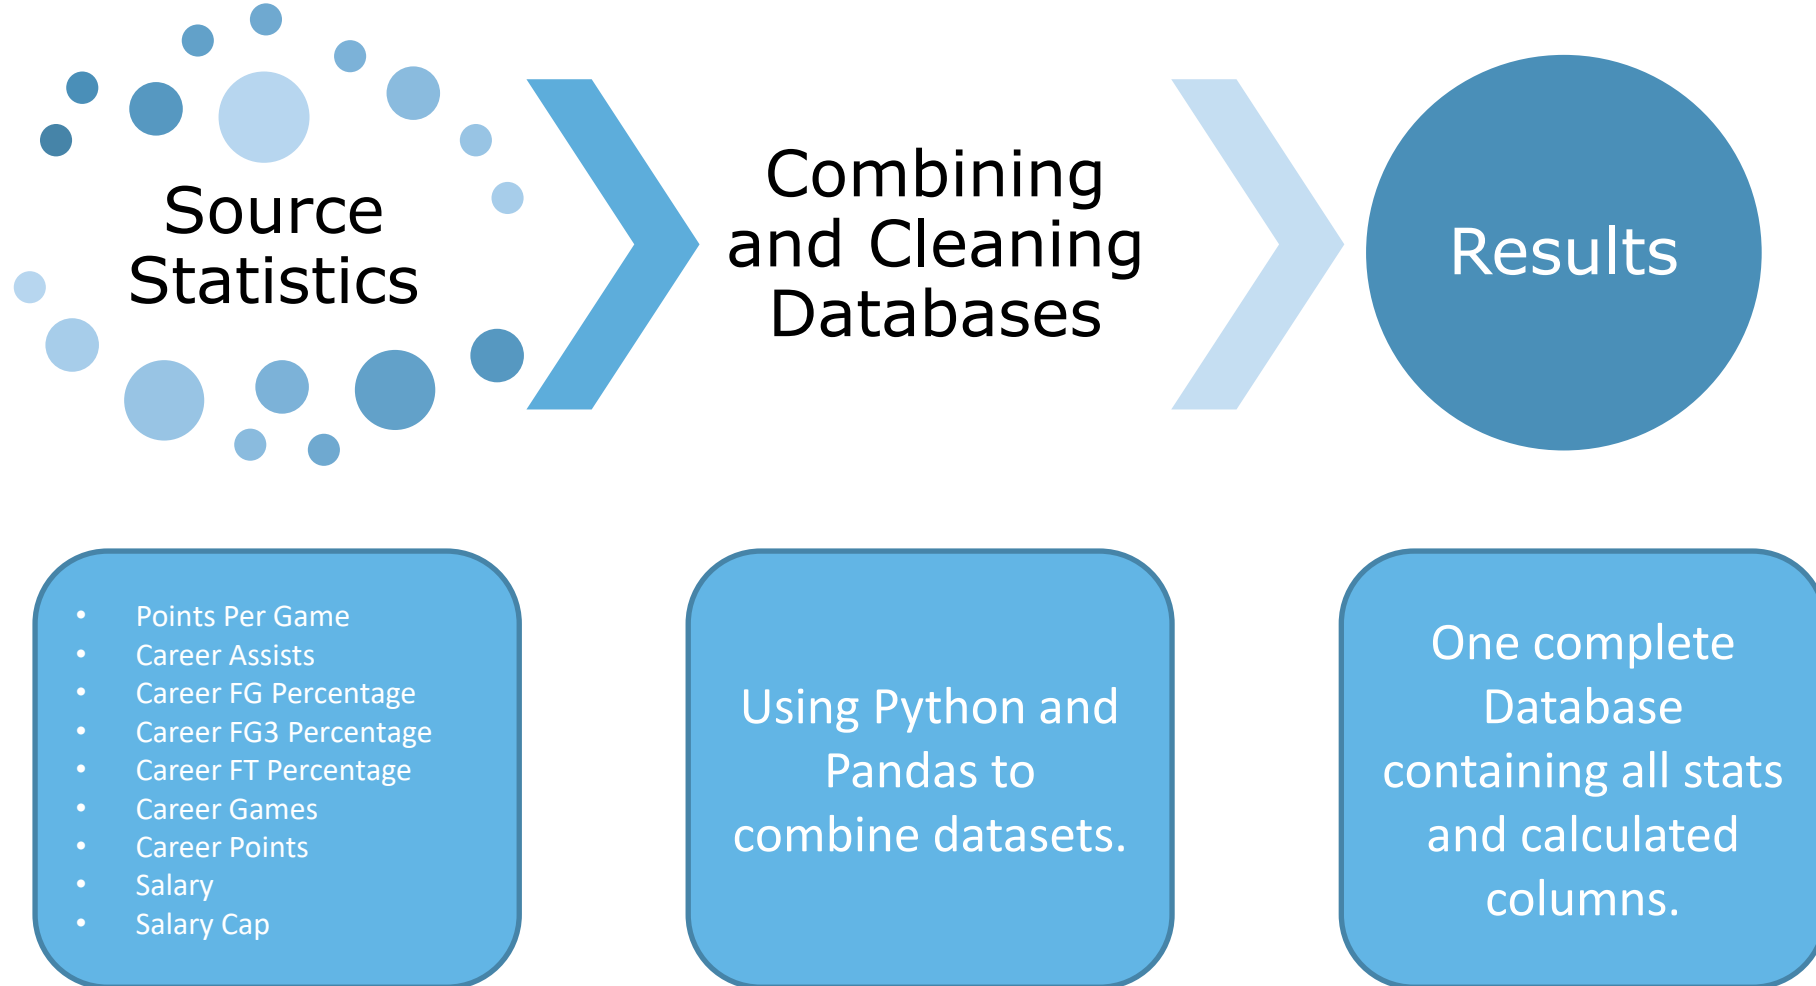 Source
Statistics
Combining
and Cleaning
Databases
Results
• Points Per Game
• Career Assists
• Career FG Percentage
• Career FG3 Percentage
• Career FT Percentage
• Career Games
• Career Points
• Salary
• Salary Cap
Using Python and
Pandas to
combine datasets.
One complete
Database
containing all stats
and calculated
columns.